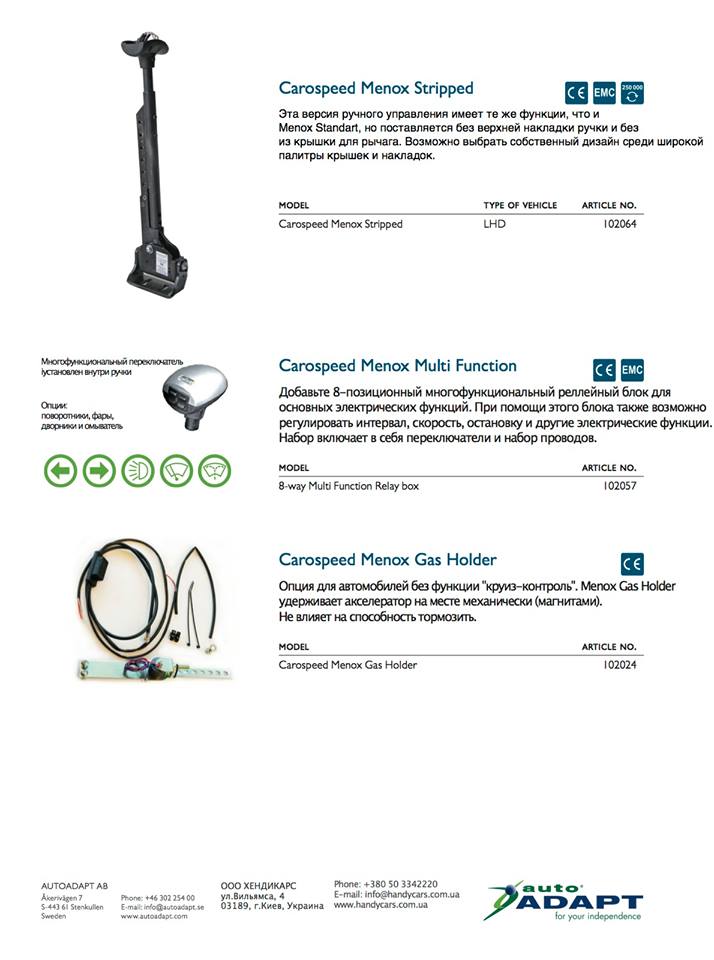 Carospeed Menox Stripped
CE EMC 250 000
Эта версия ручного управления имеет те же функции, что и
Menox Standart, но поставляется без верхней накладки ручки и без
из крышки для рычага. Возможно выбрать собственный дизайн среди широкой
палитры крышек и накладок.
MODEL TYPE OF VEHICLE ARTICLE NO.
Carospeed Menox Stripped LHD 102064
Многофункциональный переключатель
iустановлен внутри ручки
Опции:
поворотники, фары,
дворники и омыватель
Carospeed Menox Multi Function
CE EMC
Добавьте 8–позиционный многофункциональный реллейный блок для
основных электрических функций. При помощи этого блока также возможно
регулировать интервал, скорость, остановку и другие электрические функции.
Набор включает в себя переключатели и набор проводов.
MODEL ARTICLE NO.
8-way Multi Function Relay box 102057
Carospeed Menox Gas Holder
CE
Опция для автомобилей без функции "круиз–контроль". Menox Gas Holder
удерживает акселератор на месте механически (магнитами).
Не влияет на способность тормозить.
MODEL ARTICLE NO.
Carospeed Menox Gas Holder 102024
AUTOADAPT AB
Åkerivägen 7
S-443 61 Stenkullen
Sweden
Phone: +46 302 254 00
E-mail: info@autoadapt.se
www.autoadapt.com
ООО ХЕНДИКАРС
ул.Вильямса, 4
03189, г.Киев, Украина
Phone: +380 50 3342220
E–mail: info@handycars.com.ua
www.handycars.com.ua
auto®
ADAPT
for your independence